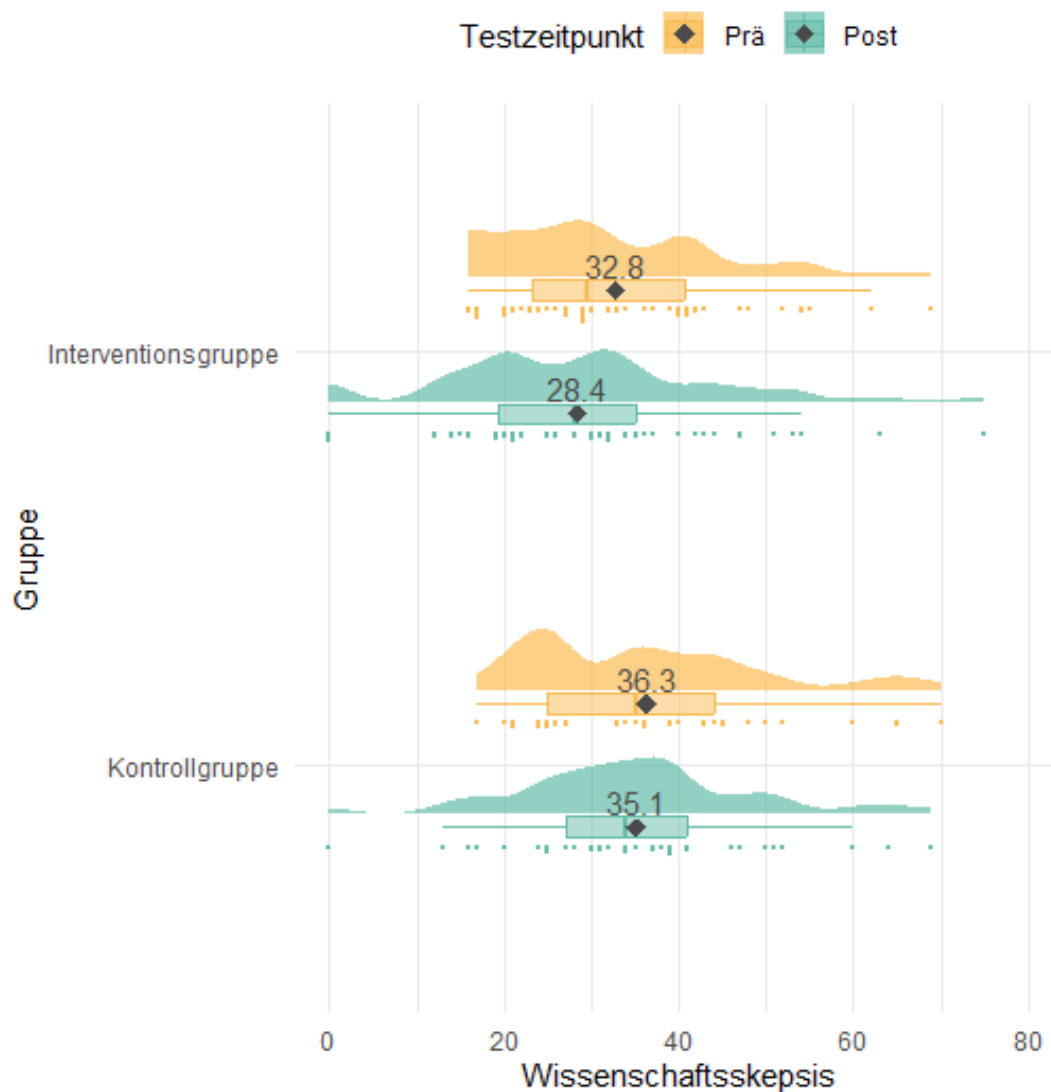 Testzeitpunkt Prä Post
32.8
Interventionsgruppe
28.4
Gruppe
36.3
Kontrollgruppe
35.1
0 20 40 60 80
Wissenschaftsskepsis